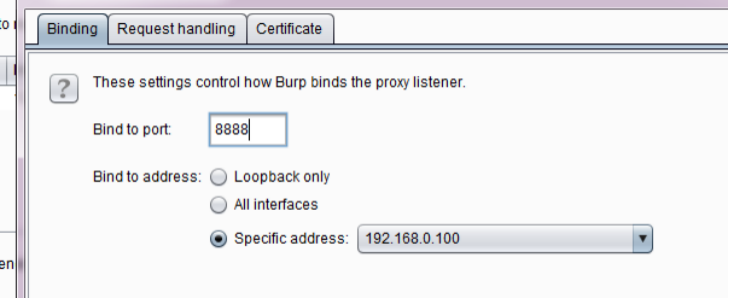 to
Binding Request handling Certificate
?
These settings control how Burp binds the proxy listener.
Bind to port: 8888
Bind to address: Loopback only
All interfaces
Specific address: 192.168.0.100
en